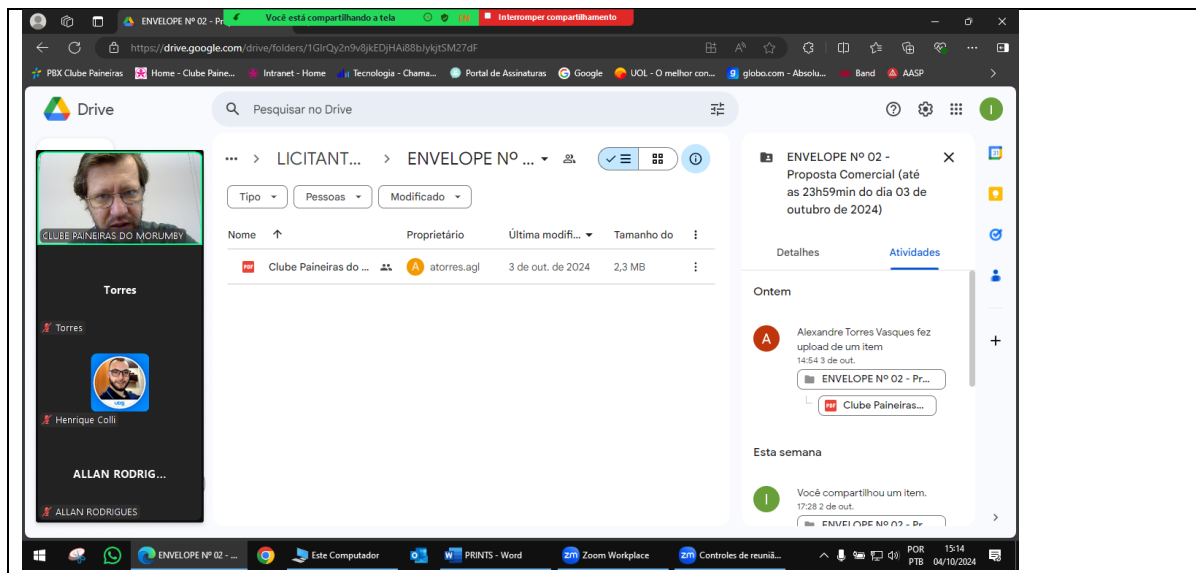 ENVELOPE Nº 02 - Pr
Você está compartilhando a tela
Interromper compartilhamento
https://drive.google.com/drive/folders/1GIrQy2n9v8jkEDjHAi88bJykjtSM27dF
PBX Clube Paineiras
Home - Clube Paine...
Intranet - Home
Tecnologia - Chama...
Portal de Assinaturas
Google
UOL - O melhor con...
globo.com - Absolu...
Band
AASP
Drive
Pesquisar no Drive
LICITANT...
ENVELOPE Nº ...
Tipo
Pessoas
Modificado
Nome
Proprietário
Última modifi...
Tamanho do
Clube Paineiras do ...
atorres.agl
3 de out. de 2024
2,3 MB
ENVELOPE Nº 02 -
Proposta Comercial (até
as 23h59min do dia 03 de
outubro de 2024)
Detalhes
Atividades
Ontem
A
Alexandre Torres Vasques fez
upload de um item
14:54 3 de out.
ENVELOPE Nº 02 - Pr...
PDF
Clube Paineiras...
Esta semana
I
Você compartilhou um item.
17:28 2 de out.
ENVELOPE Nº 02 - Pr
CLUBE PAINEIRAS DO MORUMBY
Torres
Torres
Henrique Colli
ALLAN RODRIG...
ALLAN RODRIGUES
ENVELOPE Nº 02 - ...
Este Computador
PRINTS - Word
Zoom Workplace
Controles de reuniã...
POR
PTB
15:14
04/10/2024